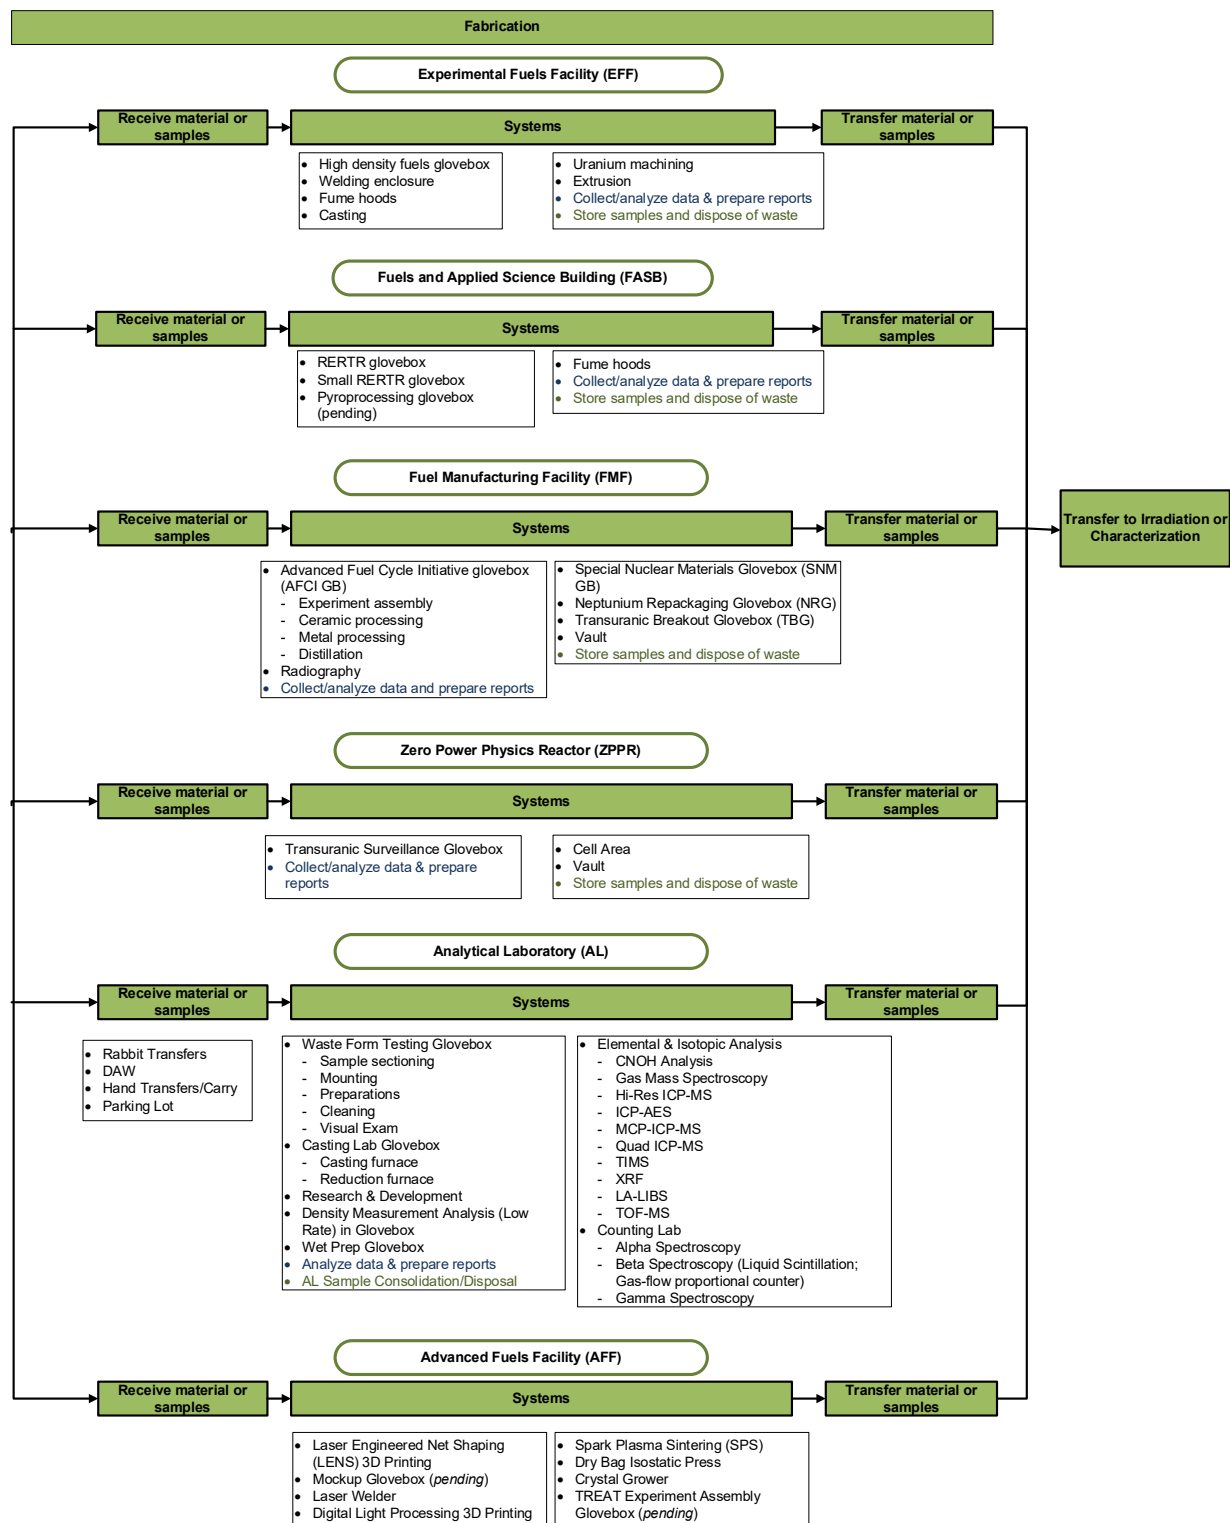 Fabrication
Experimental Fuels Facility (EFF)
Receive material or
samples
Systems
Transfer material or
samples
• High density fuels glovebox
• Welding enclosure
• Fume hoods
• Casting
• Uranium machining
• Extrusion
• Collect/analyze data & prepare reports
• Store samples and dispose of waste
Fuels and Applied Science Building (FASB)
Receive material or
samples
Systems
Transfer material or
samples
• RERTR glovebox
• Small RERTR glovebox
• Pyroprocessing glovebox
(pending)
• Fume hoods
• Collect/analyze data & prepare reports
• Store samples and dispose of waste
Fuel Manufacturing Facility (FMF)
Receive material or
samples
Systems
Transfer material or
samples
Transfer to Irradiation or
Characterization
• Advanced Fuel Cycle Initiative glovebox
(AFCI GB)
- Experiment assembly
- Ceramic processing
- Metal processing
- Distillation
• Radiography
• Collect/analyze data and prepare reports
• Special Nuclear Materials Glovebox (SNM
GB)
• Neptunium Repackaging Glovebox (NRG)
• Transuranic Breakout Glovebox (TBG)
• Vault
• Store samples and dispose of waste
Zero Power Physics Reactor (ZPPR)
Receive material or
samples
Systems
Transfer material or
samples
• Transuranic Surveillance Glovebox
• Collect/analyze data & prepare
reports
• Cell Area
• Vault
• Store samples and dispose of waste
Analytical Laboratory (AL)
Receive material or
samples
Systems
Transfer material or
samples
• Rabbit Transfers
• DAW
• Hand Transfers/Carry
• Parking Lot
• Waste Form Testing Glovebox
- Sample sectioning
- Mounting
- Preparations
- Cleaning
- Visual Exam
• Casting Lab Glovebox
- Casting furnace
- Reduction furnace
• Research & Development
• Density Measurement Analysis (Low
Rate) in Glovebox
• Wet Prep Glovebox
• Analyze data & prepare reports
• AL Sample Consolidation/Disposal
• Elemental & Isotopic Analysis
- CNOH Analysis
- Gas Mass Spectroscopy
- Hi-Res ICP-MS
- ICP-AES
- MCP-ICP-MS
- Quad ICP-MS
- TIMS
- XRF
- LA-LIBS
- TOF-MS
• Counting Lab
- Alpha Spectroscopy
- Beta Spectroscopy (Liquid Scintillation;
Gas-flow proportional counter)
- Gamma Spectroscopy
Advanced Fuels Facility (AFF)
Receive material or
samples
Systems
Transfer material or
samples
• Laser Engineered Net Shaping
(LENS) 3D Printing
• Mockup Glovebox (pending)
• Laser Welder
• Digital Light Processing 3D Printing
• Spark Plasma Sintering (SPS)
• Dry Bag Isostatic Press
• Crystal Grower
• TREAT Experiment Assembly
Glovebox (pending)